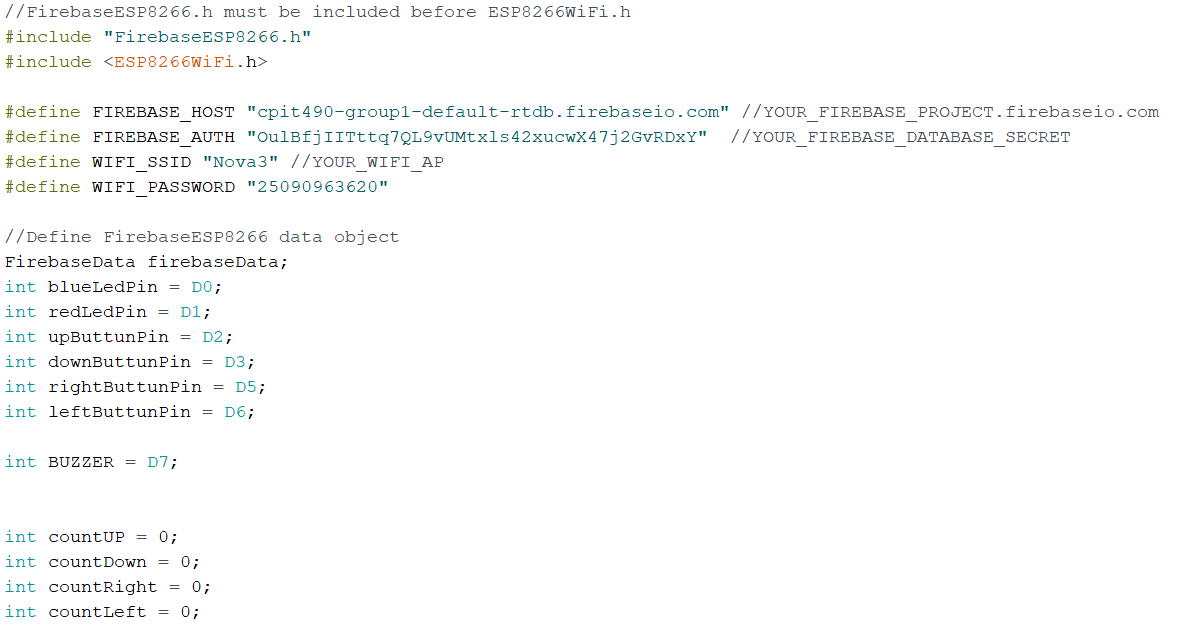 //FirebaseESP8266.h must be included before ESP8266WiFi.h
#include "FirebaseESP8266.h"
#include <ESP8266WiFi.h>
#define FIREBASE_HOST "cpit490-group1-default-rtdb.firebaseio.com" //YOUR_FIREBASE_PROJECT.firebaseio.com
#define FIREBASE_AUTH "OulBfjIITttq7QL9vUMtxls42xucwX47j2GvRDxY"  //YOUR_FIREBASE_DATABASE_SECRET
#define WIFI_SSID "Nova3" //YOUR_WIFI_AP
#define WIFI_PASSWORD "25090963620"
//Define FirebaseESP8266 data object
FirebaseData firebaseData;
int blueLedPin = D0;
int redLedPin = D1;
int upButtunPin = D2;
int downButtunPin = D3;
int rightButtunPin = D5;
int leftButtunPin = D6;
int BUZZER = D7;
int countUP = 0;
int countDown = 0;
int countRight = 0;
int countLeft = 0;